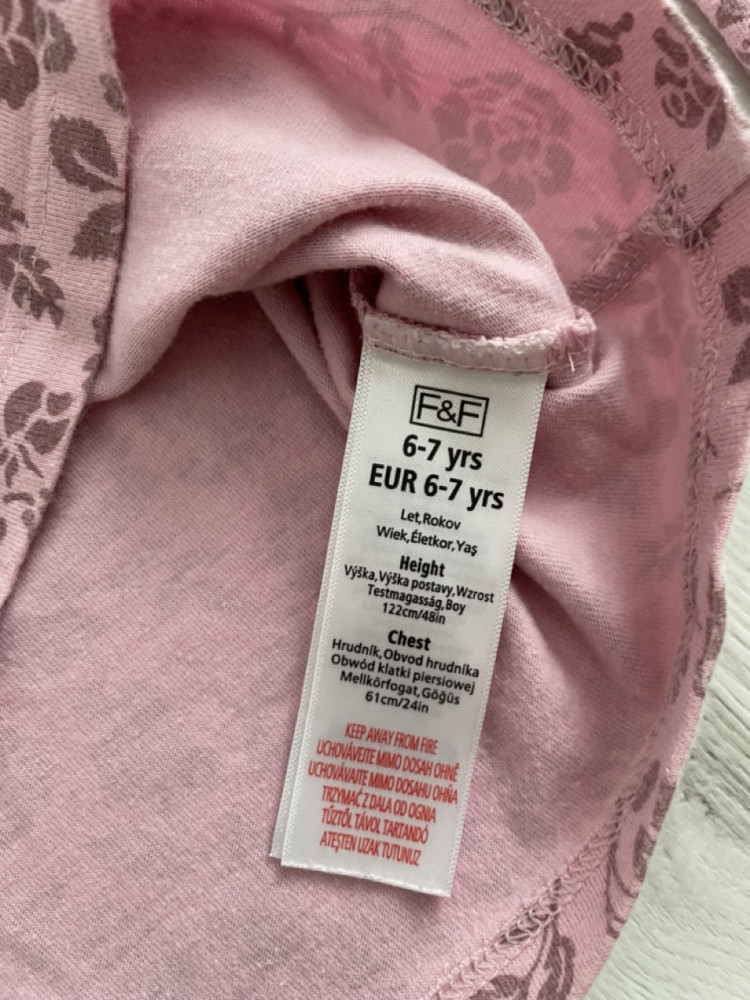 F&F
6-7 yrs
EUR 6-7 yrs
Let,Rokov
Wiek,Életkor,Yaş
Height
Výška,Výška postavy,Wzrost
Testmagasság,Boy
122cm/48in
Chest
Hrudník,Obvod hrudníka
Obwód klatki piersiowej
Mellkörfogat,Göğüs
61cm/24in
KEEP AWAY FROM FIRE
UCHOVÁVEJTE MIMO DOSAH OHNĚ
UCHOVÁVAJTE MIMO DOSAHU OHŇA
TRZYMAĆ Z DALA OD OGNIA
TŰZTŐL TÁVOL TARTANDÓ
ATEŞTEN UZAK TUTUNUZ